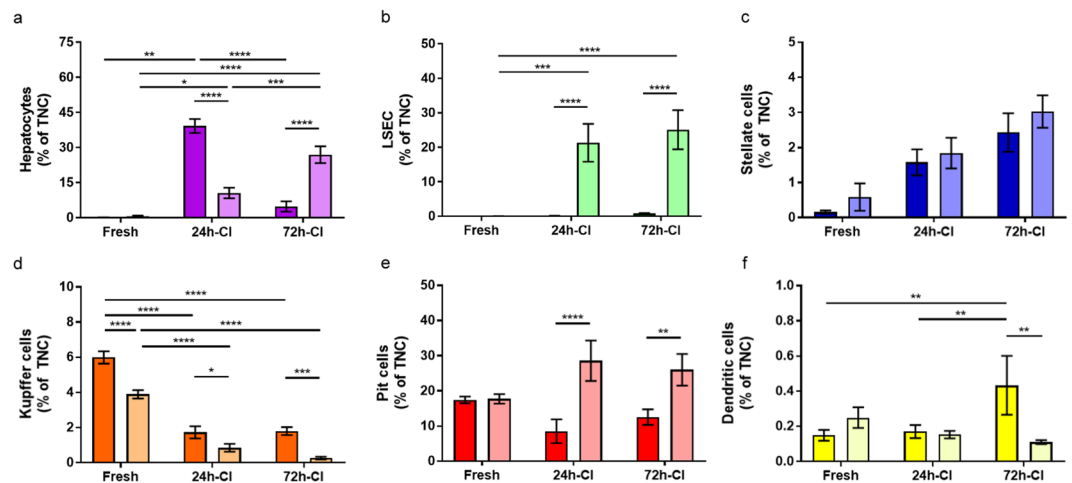 a
Hepatocytes
(% of TNC)
75
60
45
30
15
0
** ****
****
* ***
****
****
Fresh 24h-CI 72h-CI
b
LSEC
(% of TNC)
50
40
30
20
10
0
****
***
****
****
Fresh 24h-CI 72h-CI
c
Stellate cells
(% of TNC)
5
4
3
2
1
0
Fresh 24h-CI 72h-CI
d
Kupffer cells
(% of TNC)
10
8
6
4
2
0
****
****
**** ****
****
*
***
Fresh 24h-CI 72h-CI
e
Pit cells
(% of TNC)
50
40
30
20
10
0
****
**
Fresh 24h-CI 72h-CI
f
Dendritic cells
(% of TNC)
1.0
0.8
0.6
0.4
0.2
0.0
**
**
**
Fresh 24h-CI 72h-CI